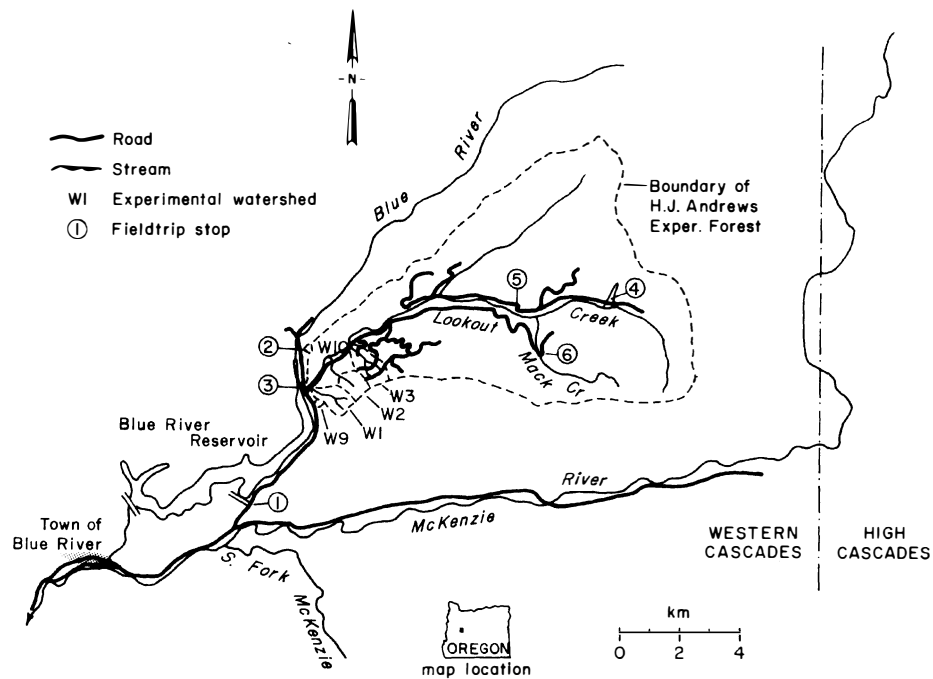 -N-
Road
Stream
W1 Experimental watershed
① Fieldtrip stop
Blue River
Boundary of
H.J. Andrews
Exper. Forest
⑤
④
Lookout Creek
②
W10
⑥
Mack Cr
③
W3
W2
W1
W9
Blue River
Reservoir
①
River
McKenzie
Town of
Blue River
WESTERN
CASCADES
HIGH
CASCADES
S. Fork
McKenzie
OREGON
map location
km
0 2 4